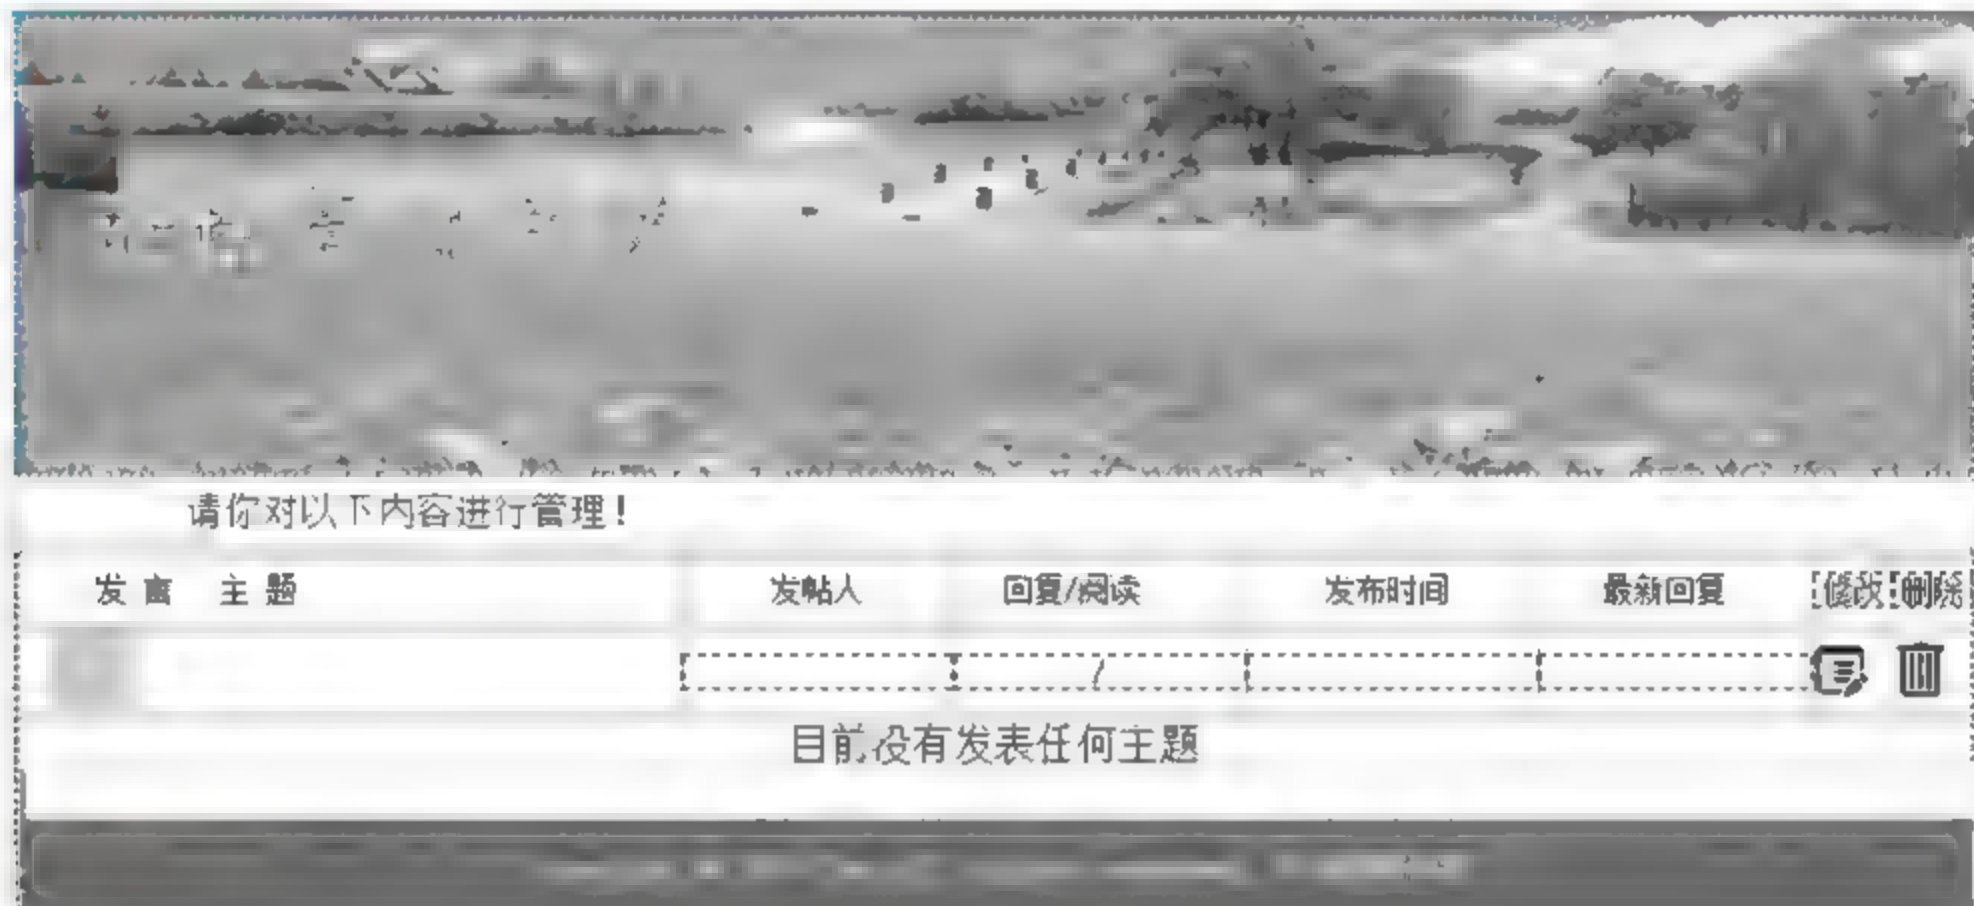 请你对以下内容进行管理!
发言 主题 发帖人 回复/阅读 发布时间 最新回复 修改 删除
/
目前没有发表任何主题